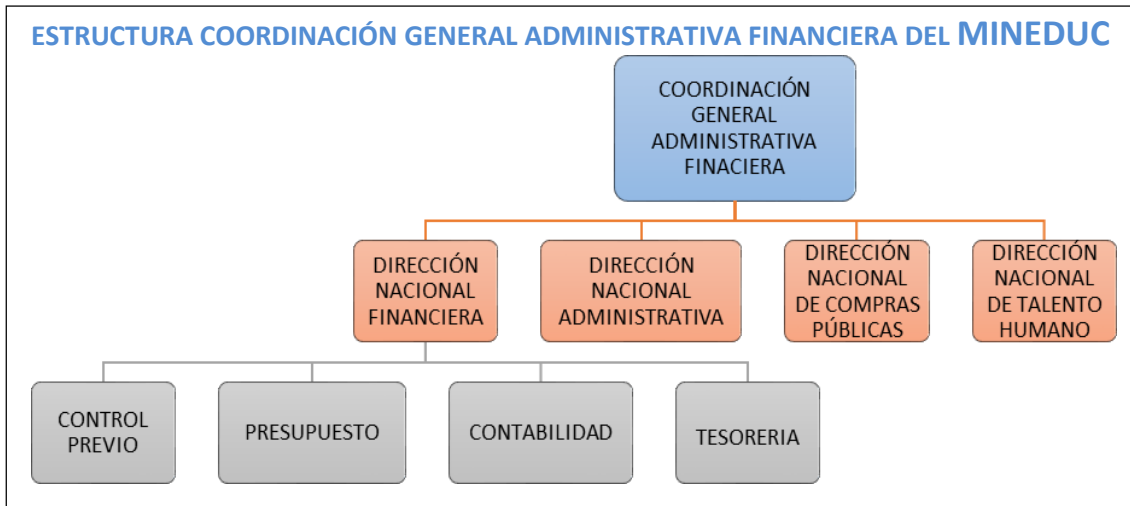 ESTRUCTURA COORDINACIÓN GENERAL ADMINISTRATIVA FINANCIERA DEL MINEDUC
COORDINACIÓN
GENERAL
ADMINISTRATIVA
FINACIERA
DIRECCIÓN
NACIONAL
FINANCIERA
DIRECCIÓN
NACIONAL
ADMINISTRATIVA
DIRECCIÓN
NACIONAL
DE COMPRAS
PÚBLICAS
DIRECCIÓN
NACIONAL
DE TALENTO
HUMANO
CONTROL
PREVIO
PRESUPUESTO
CONTABILIDAD
TESORERIA